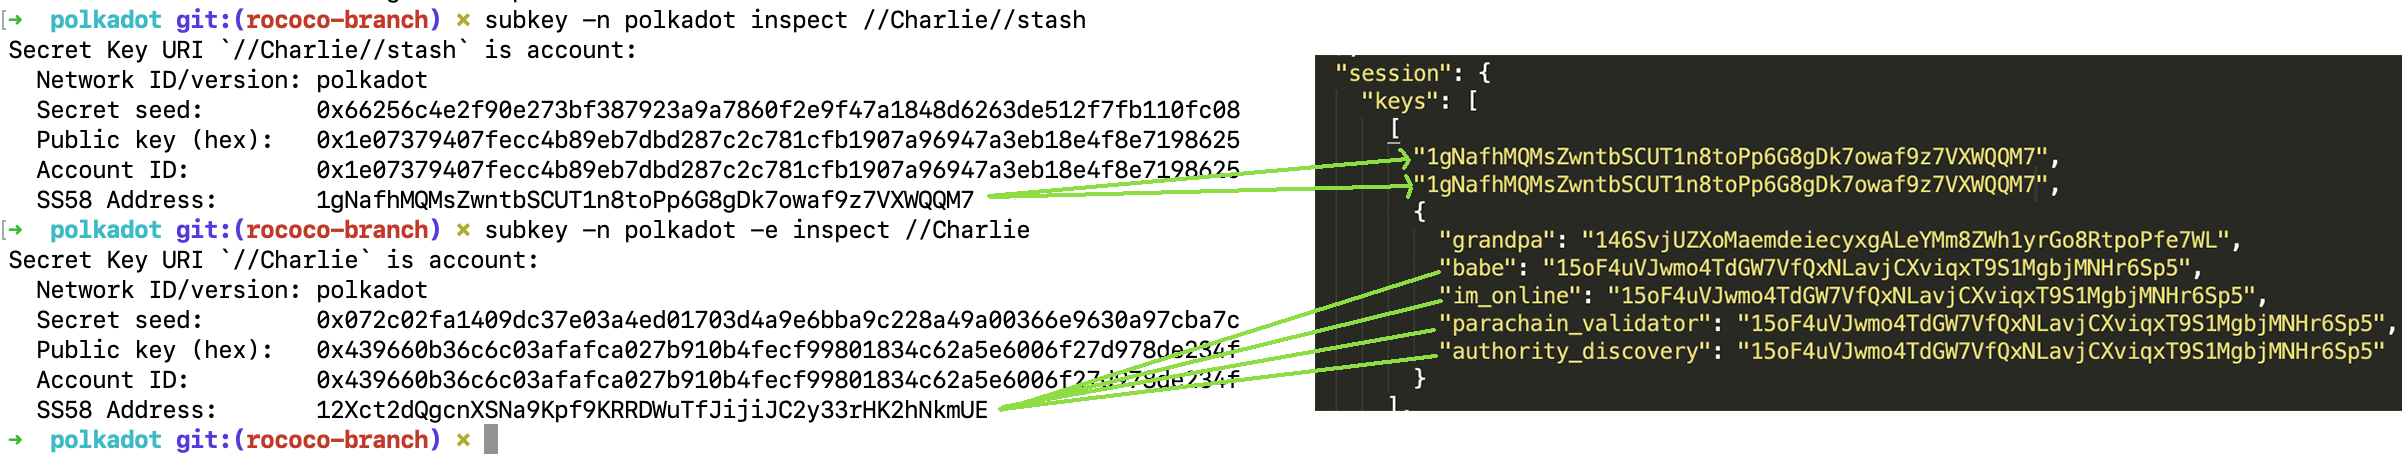 → polkadot git:(rococo-branch) × subkey -n polkadot inspect //Charlie//stash
Secret Key URI `//Charlie//stash` is account:
Network ID/version: polkadot
Secret seed: 0x66256c4e2f90e273bf387923a9a7860f2e9f47a1848d6263de512f7fb110fc08
Public key (hex): 0x1e07379407fecc4b89eb7dbd287c2c781cfb1907a96947a3eb18e4f8e7198625
Account ID: 0x1e07379407fecc4b89eb7dbd287c2c781cfb1907a96947a3eb18e4f8e7198625
SS58 Address: 1gNafhMQMsZwntbSCUT1n8toPp6G8gDk7owaf9z7VXWQQM7
→ polkadot git:(rococo-branch) × subkey -n polkadot -e inspect //Charlie
Secret Key URI `//Charlie` is account:
Network ID/version: polkadot
Secret seed: 0x072c02fa1409dc37e03a4ed01703d4a9e6bba9c228a49a00366e9630a97cba7c
Public key (hex): 0x439660b36c6c03afafca027b910b4fecf99801834c62a5e6006f27d978de234f
Account ID: 0x439660b36c6c03afafca027b910b4fecf99801834c62a5e6006f27d978de234f
SS58 Address: 12Xct2dQgcnXSNa9Kpf9KRRDWuTfJijiJC2y33rHK2hNkmUE
→ polkadot git:(rococo-branch) ×
"session": {
"keys": [
[
"1gNafhMQMsZwntbSCUT1n8toPp6G8gDk7owaf9z7VXWQQM7",
"1gNafhMQMsZwntbSCUT1n8toPp6G8gDk7owaf9z7VXWQQM7",
{
"grandpa": "146SvjUZXoMaemdeiecyxgALeYMm8ZWh1yrGo8RtpoPfe7WL",
"babe": "15oF4uVJwmo4TdGW7VfQxNLavjCXviqxT9S1MgbjMNHr6Sp5",
"im_online": "15oF4uVJwmo4TdGW7VfQxNLavjCXviqxT9S1MgbjMNHr6Sp5",
"parachain_validator": "15oF4uVJwmo4TdGW7VfQxNLavjCXviqxT9S1MgbjMNHr6Sp5",
"authority_discovery": "15oF4uVJwmo4TdGW7VfQxNLavjCXviqxT9S1MgbjMNHr6Sp5"
}
],